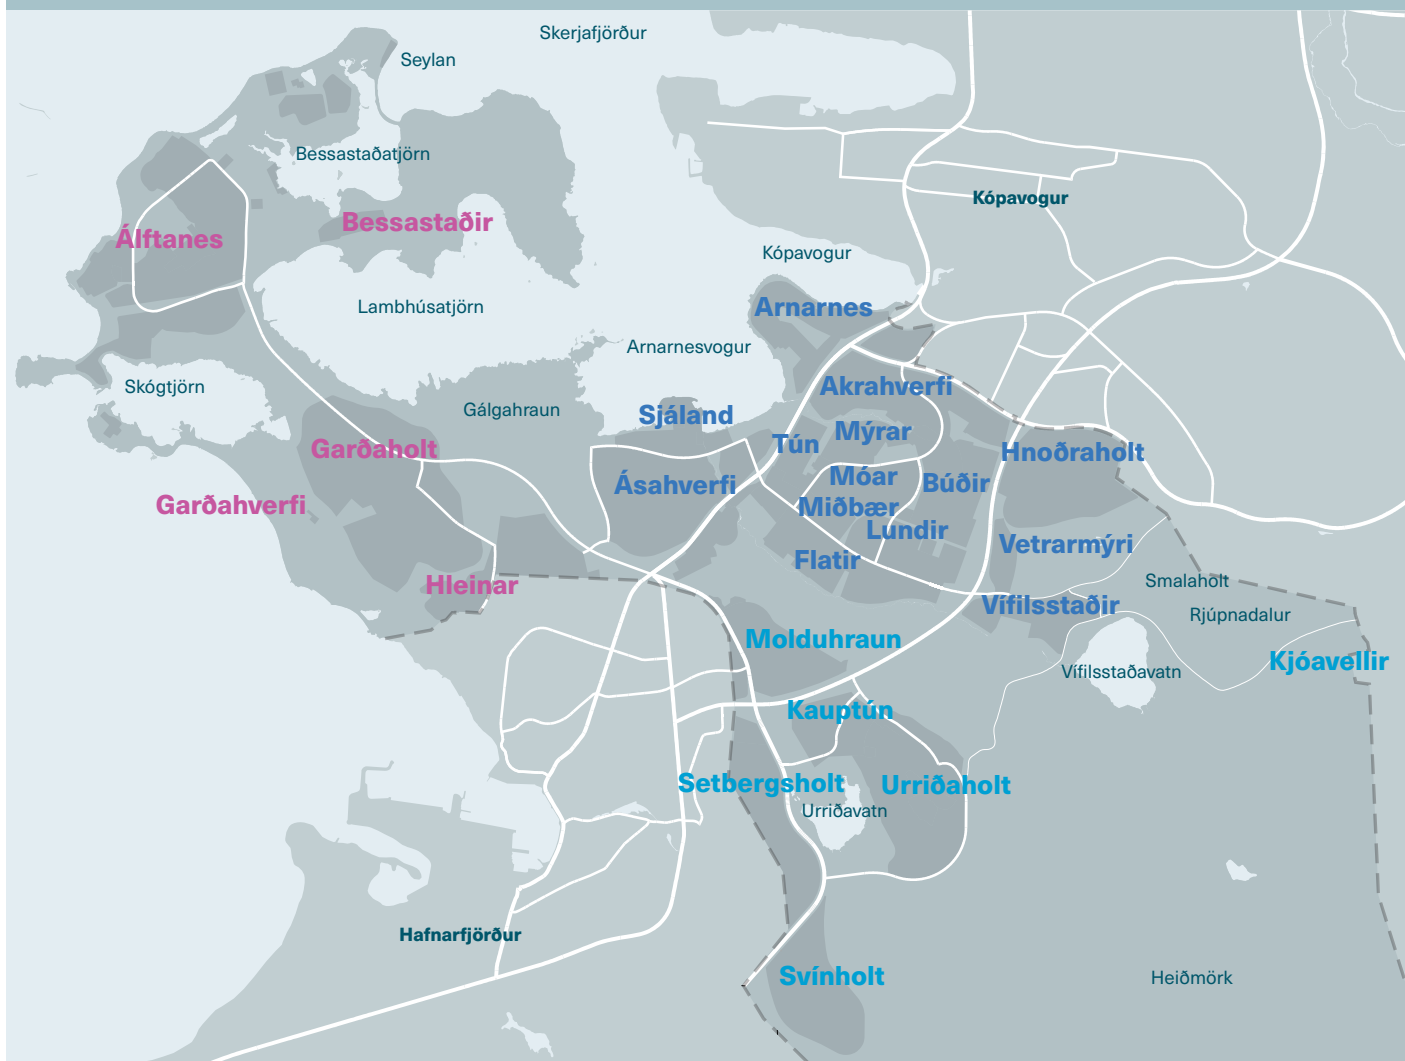 Skerjafjörður
Seylan
Bessastaðatjörn
Kópavogur
Bessastaðir
Álftanes
Kópavogur
Lambhúsatjörn
Arnarnes
Arnarnesvogur
Skógtjörn
Akrahverfi
Gálgahraun
Sjáland
Mýrar
Tún
Garðaholt
Hnoðraholt
Móar
Búðir
Ásahverfi
Garðahverfi
Miðbær
Lundir
Vetrarmýri
Flatir
Smalaholt
Hleinar
Vífilsstaðir
Rjúpnadalur
Molduhraun
Kjóavellir
Vífilsstaðavatn
Kauptún
Setbergsholt
Urriðaholt
Urriðavatn
Hafnarfjörður
Svínholt
Heiðmörk